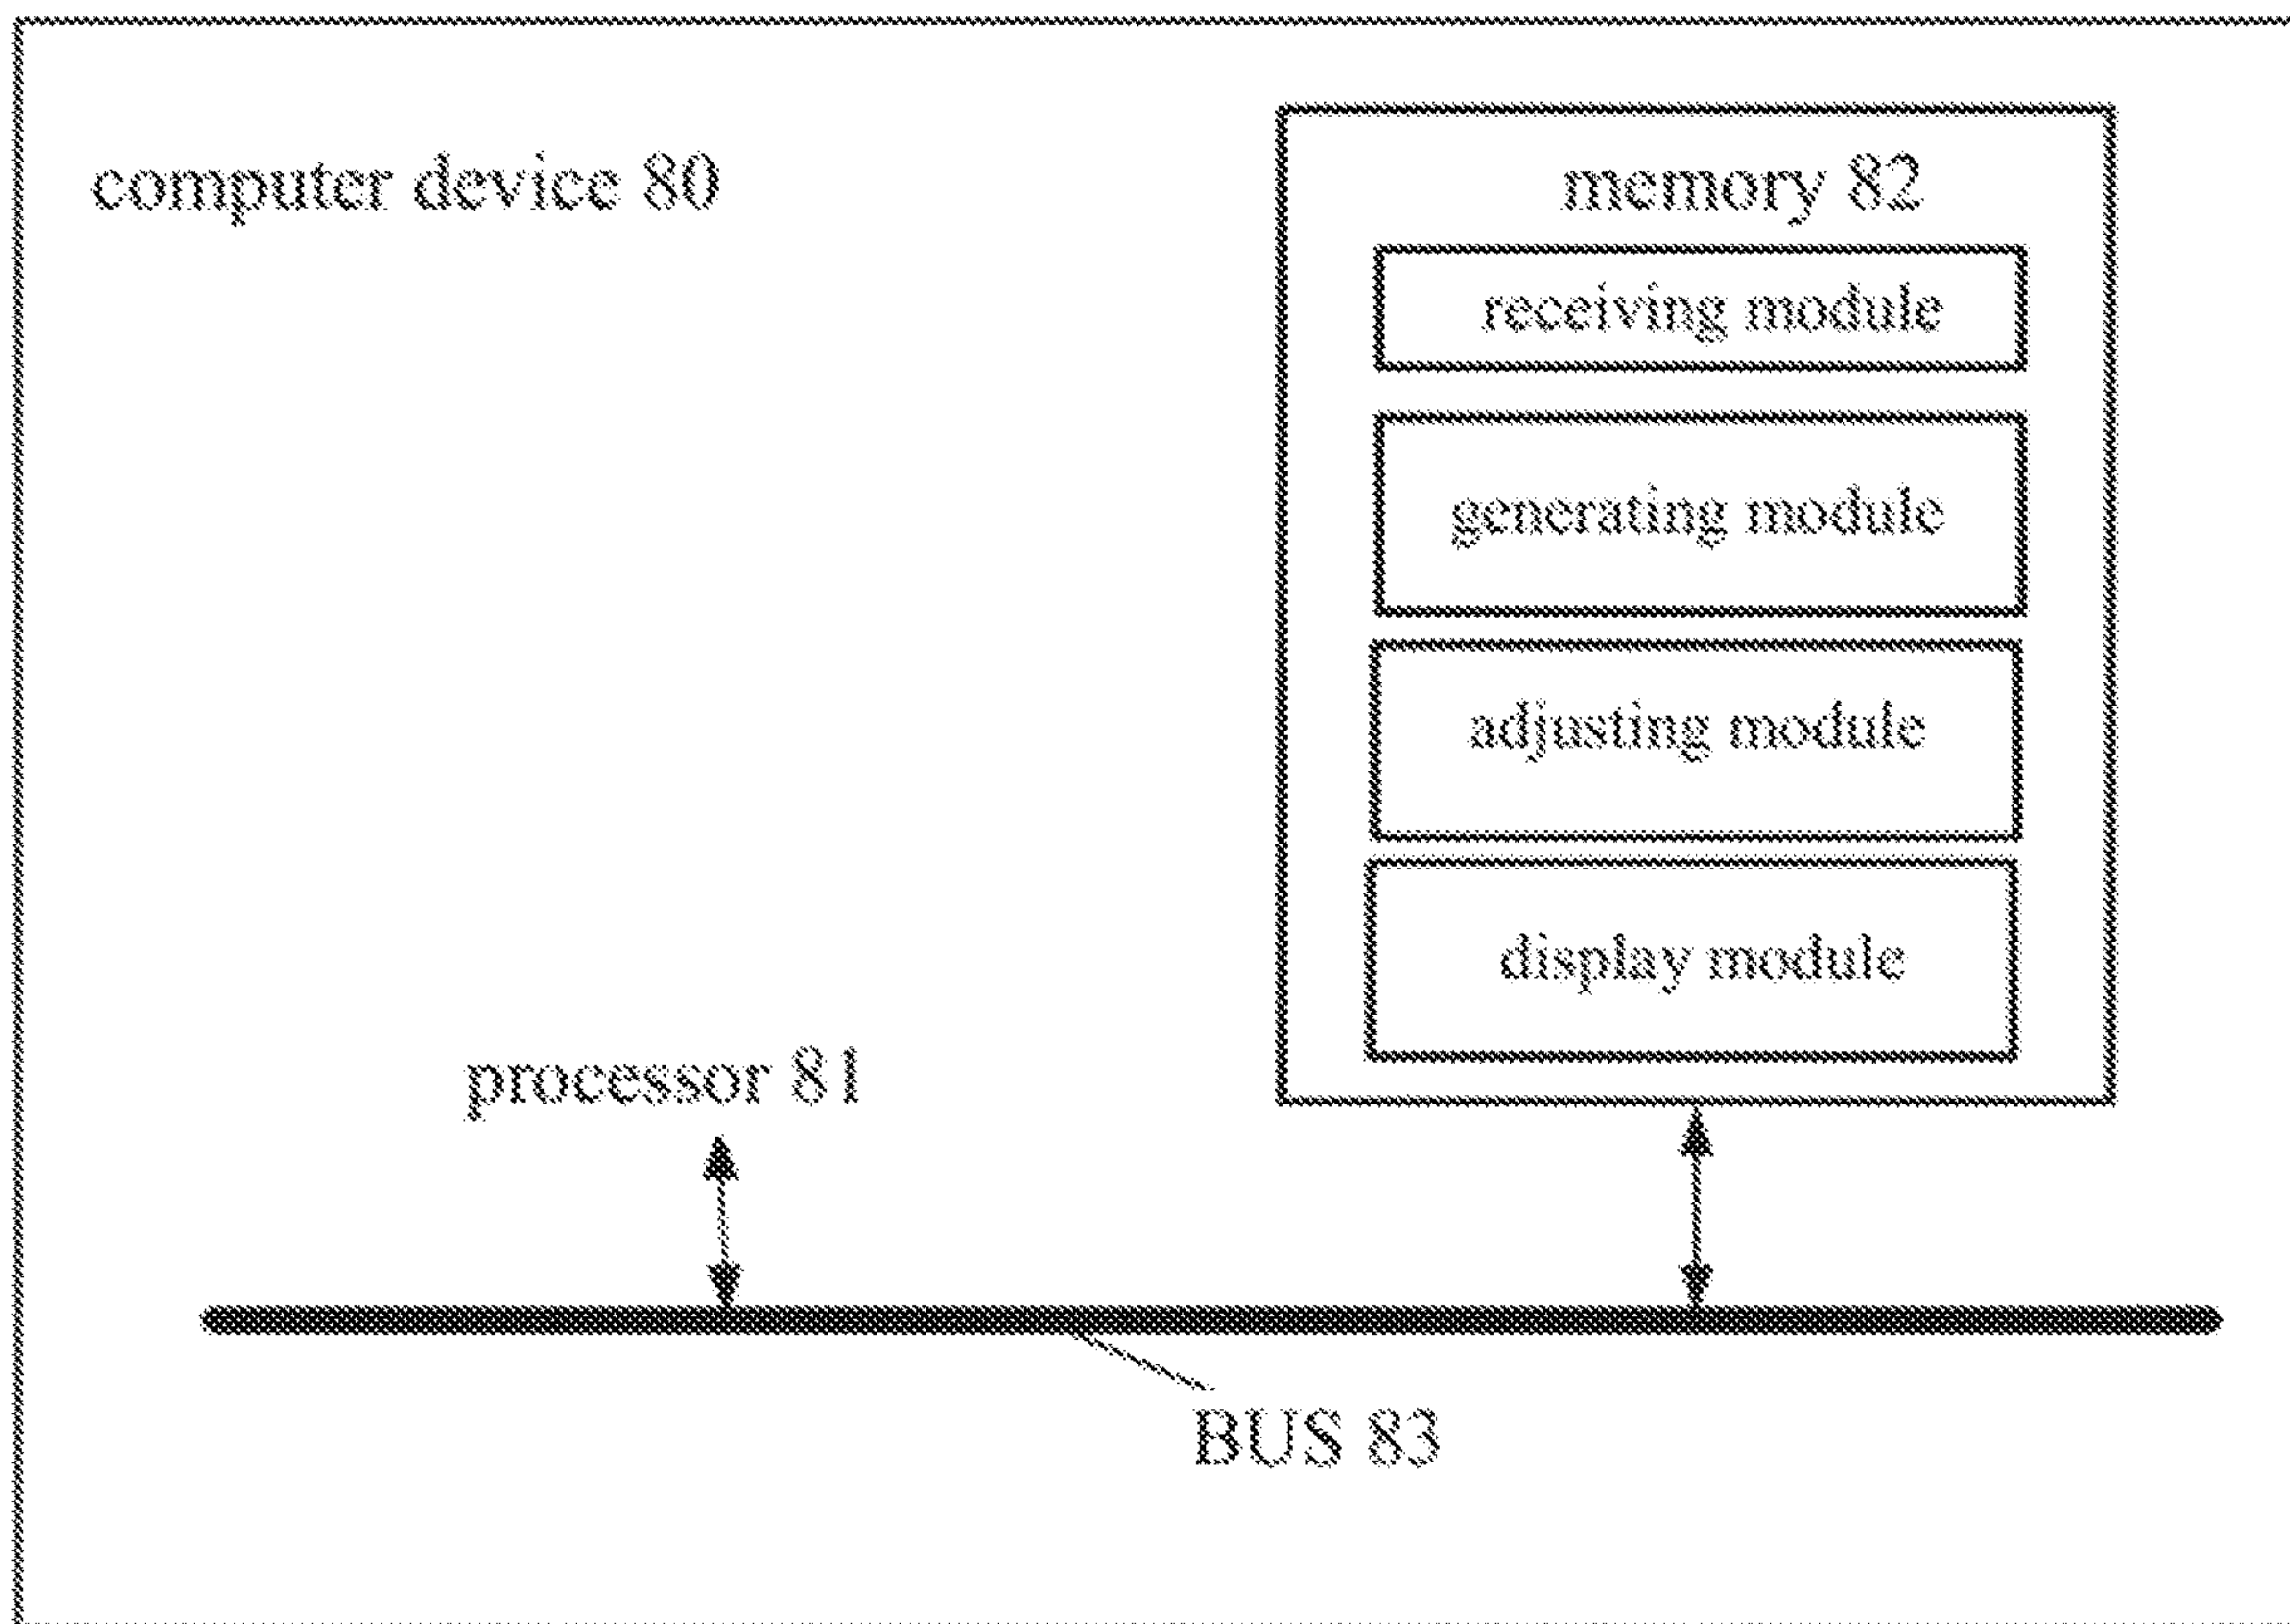 computer device 80
memory 82
receiving module
generating module
adjusting module
display module
processor 81
BUS 83